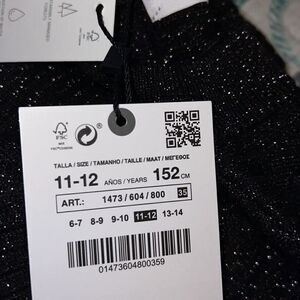 FSC
TALLA / SIZE / TAMANHO / TAILLE / MAAT / ΜΕΓΕΘΟΣ
11-12 AÑOS / YEARS 152 CM
ART.: 1473 / 604 / 800 35
6-7 8-9 9-10 11-12 13-14
01473604800359